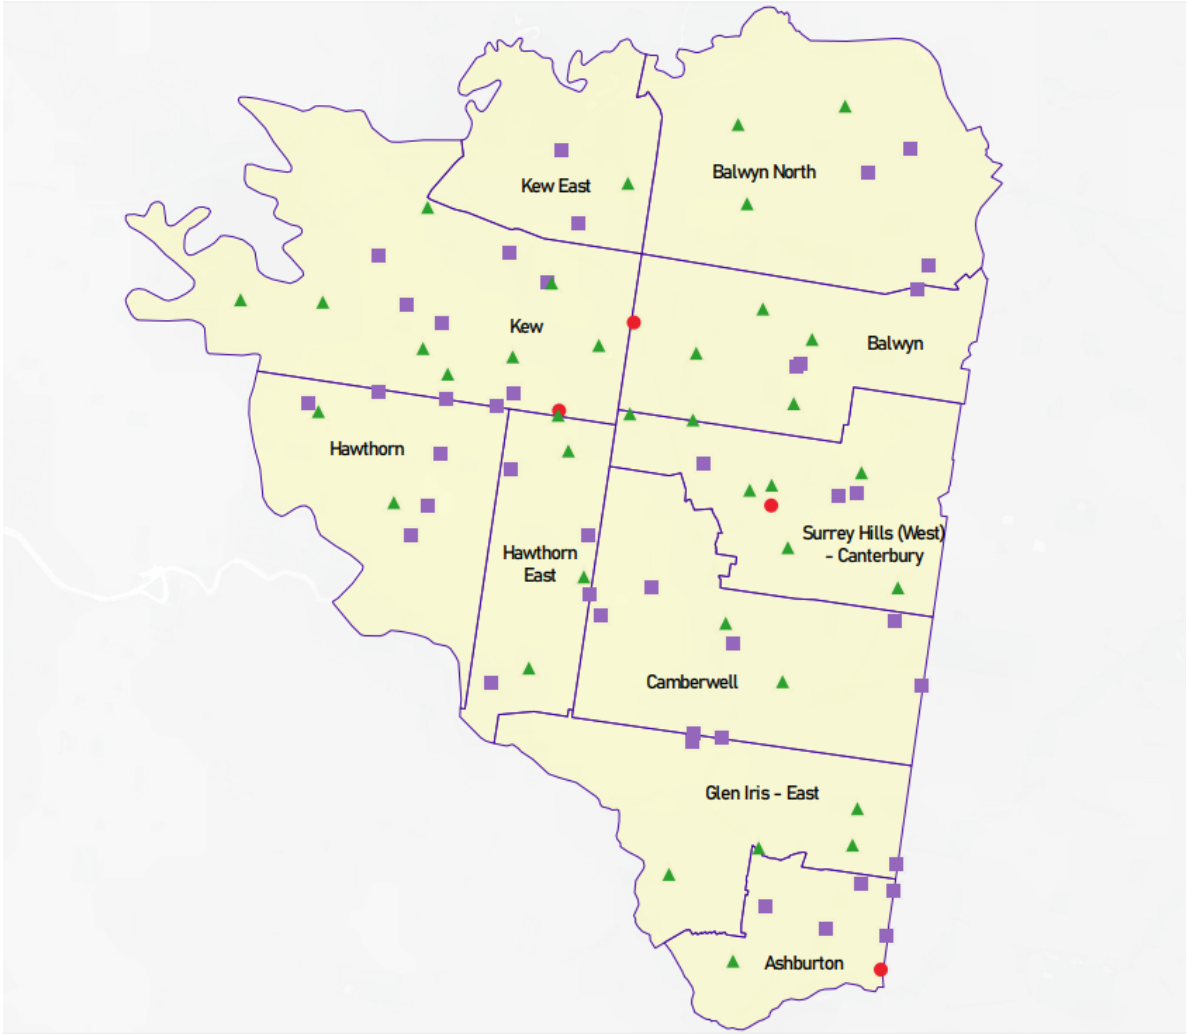 Kew East
Balwyn North
Kew
Balwyn
Hawthorn
Surrey Hills (West)
- Canterbury
Hawthorn
East
Camberwell
Glen Iris - East
Ashburton